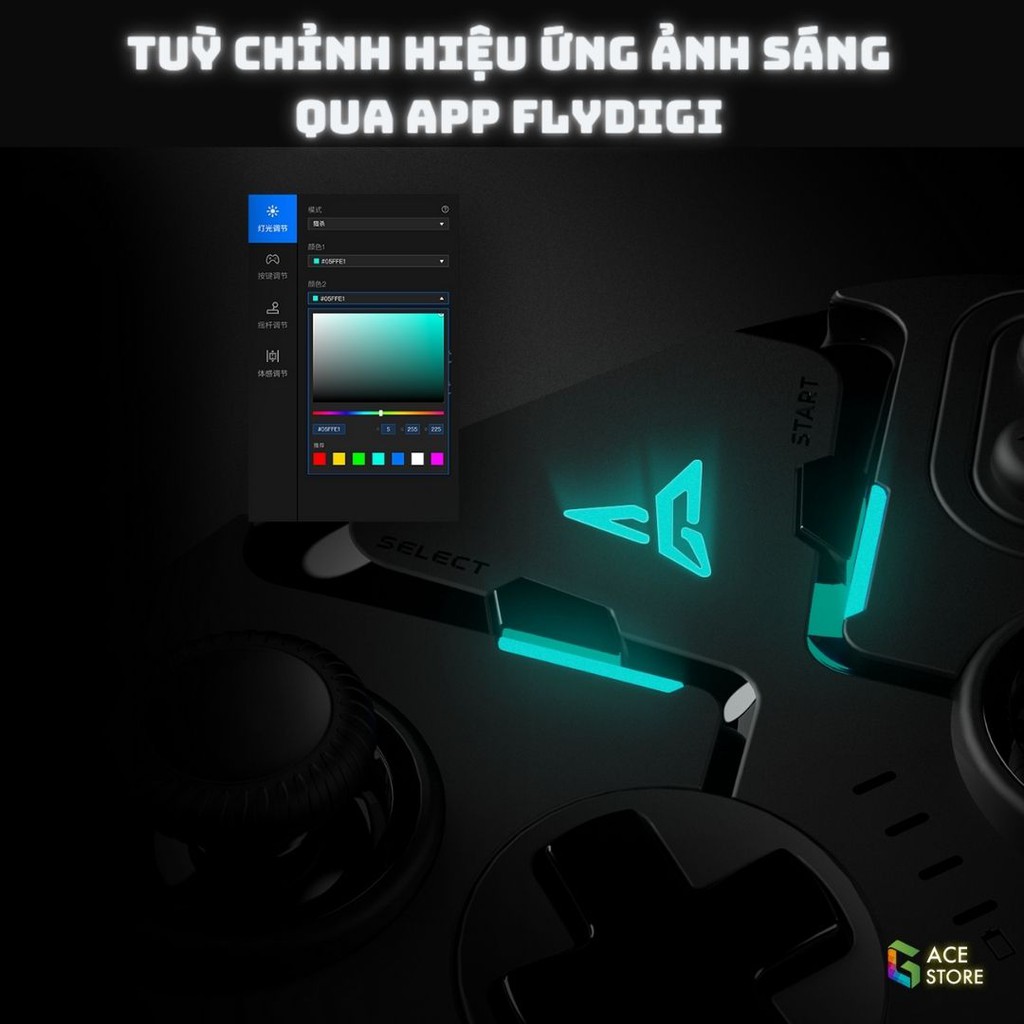 TUỲ CHỈNH HIỆU ỨNG ẢNH SÁNG
QUA APP FLYDIGI
灯光调节
按键调节
摇杆调节
体感调节
模式
颜色1
#05FFE1
颜色2
#05FFE1
#05FFE1
5
255
225
推荐
START
SELECT
ACE
STORE